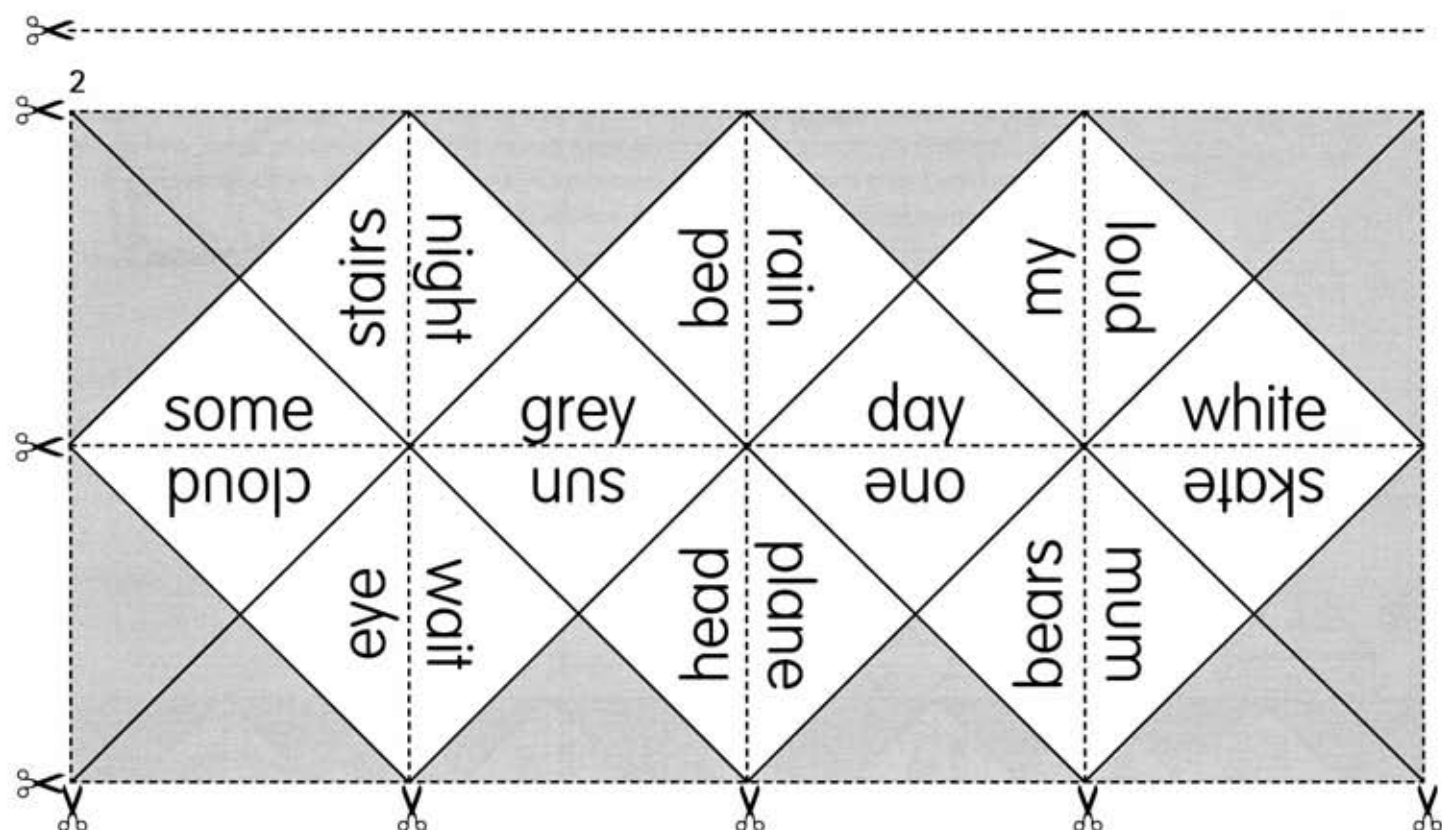 2
stairs
night
bed
rain
my
loud
some
grey
day
white
cloud
sun
one
skate
eye
wait
head
plane
bears
mum